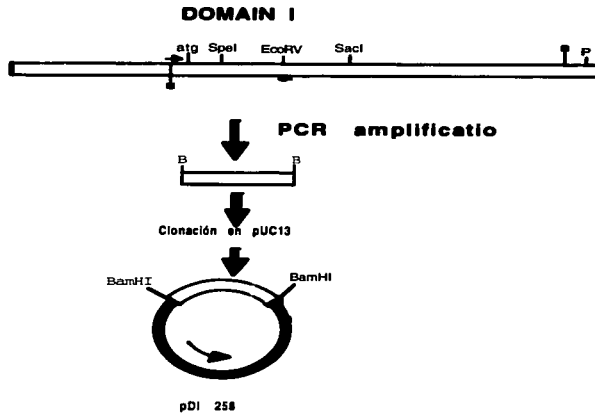 DOMAIN I
atg SpeI EcoRV SacI P
PCR amplificatio
B B
Clonación en pUC13
BamHI BamHI
pDI 258